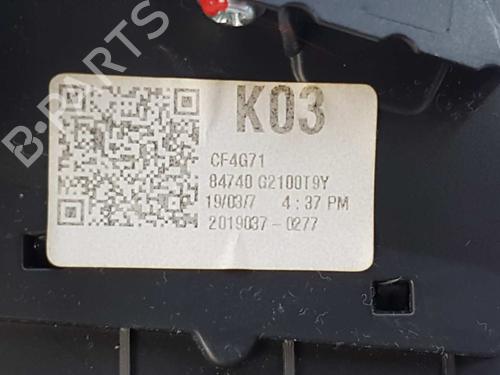 K03
CF4G71
84740 G2100T9Y
19/03/7 4:37 PM
2019037-0277
B-PARTS